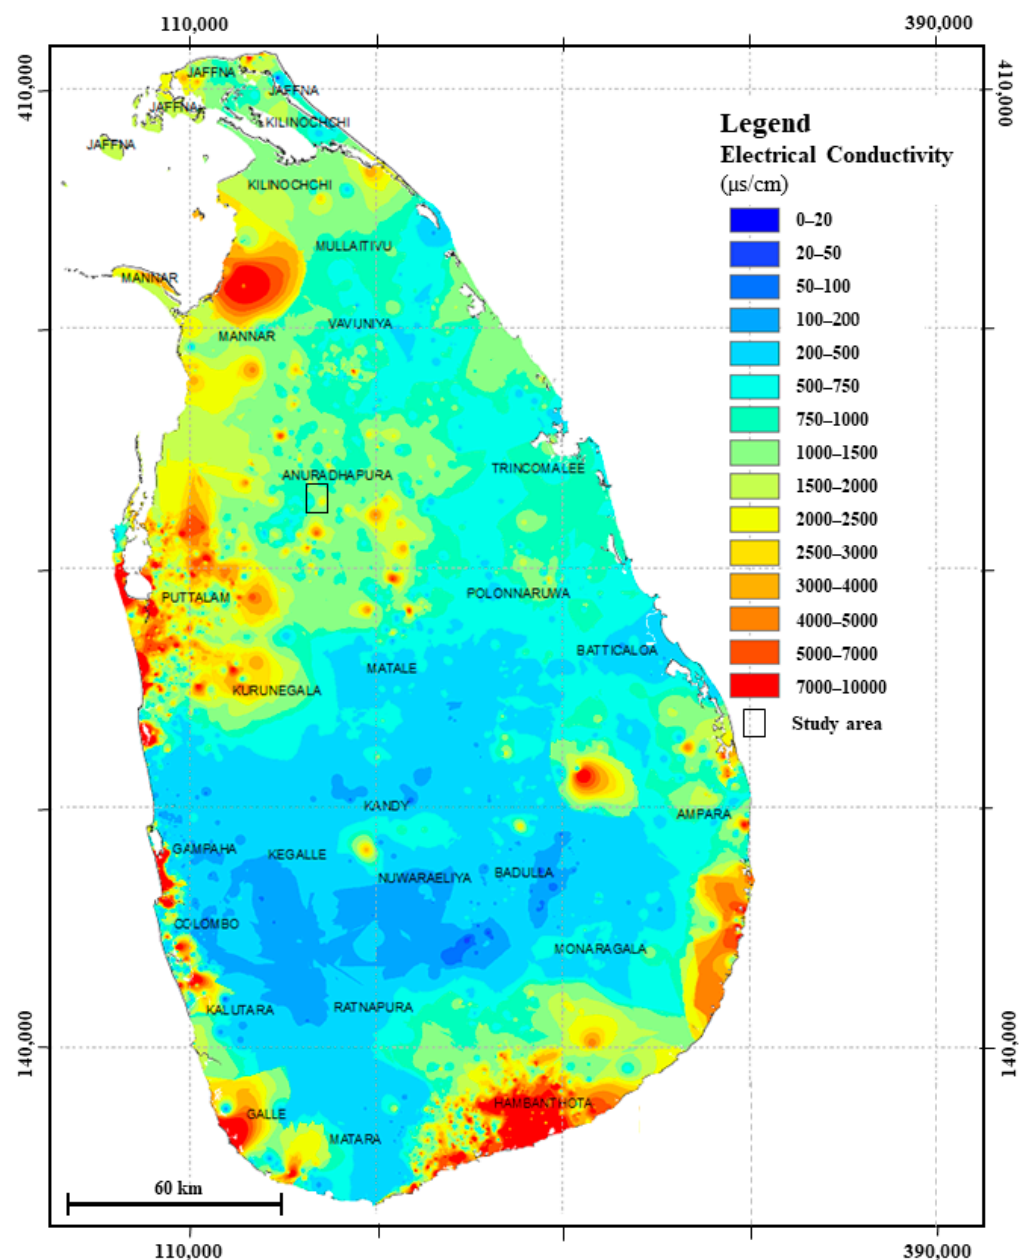 110,000
390,000
410,000
410,000
JAFFNA
JAFFNA
JAFFNA
KILINOCHCHI
JAFFNA
KILINOCHCHI
MULLAITIVU
MANNAR
VAVUNIYA
MANNAR
TRINCOMALEE
ANURADHAPURA
POLONNARUWA
PUTTALAM
BATTICALOA
MATALE
KURUNEGALA
KANDY
AMPARA
GAMPAHA
KEGALLE
BADULLA
NUWARAELIYA
COLOMBO
MONARAGALA
RATNAPURA
KALUTARA
HAMBANTHOTA
GALLE
MATARA
Legend
Electrical Conductivity
(μs/cm)
0–20
20–50
50–100
100–200
200–500
500–750
750–1000
1000–1500
1500–2000
2000–2500
2500–3000
3000–4000
4000–5000
5000–7000
7000–10000
Study area
140,000
140,000
60 km
110,000
390,000